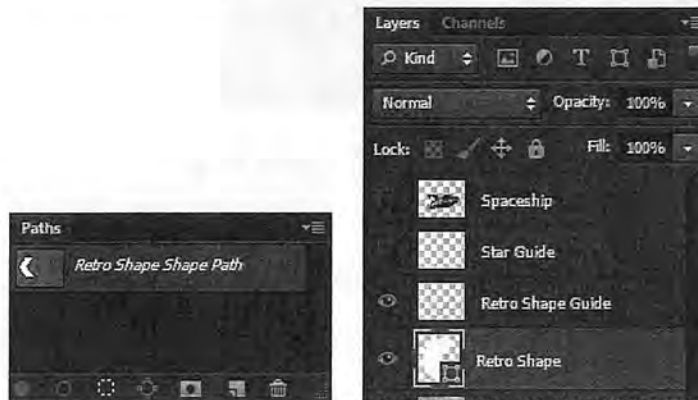 Paths
Retro Shape Shape Path
Layers Channels
Kind T
Normal Opacity: 100%
Lock: Fill: 100%
Spaceship
Star Guide
Retro Shape Guide
Retro Shape